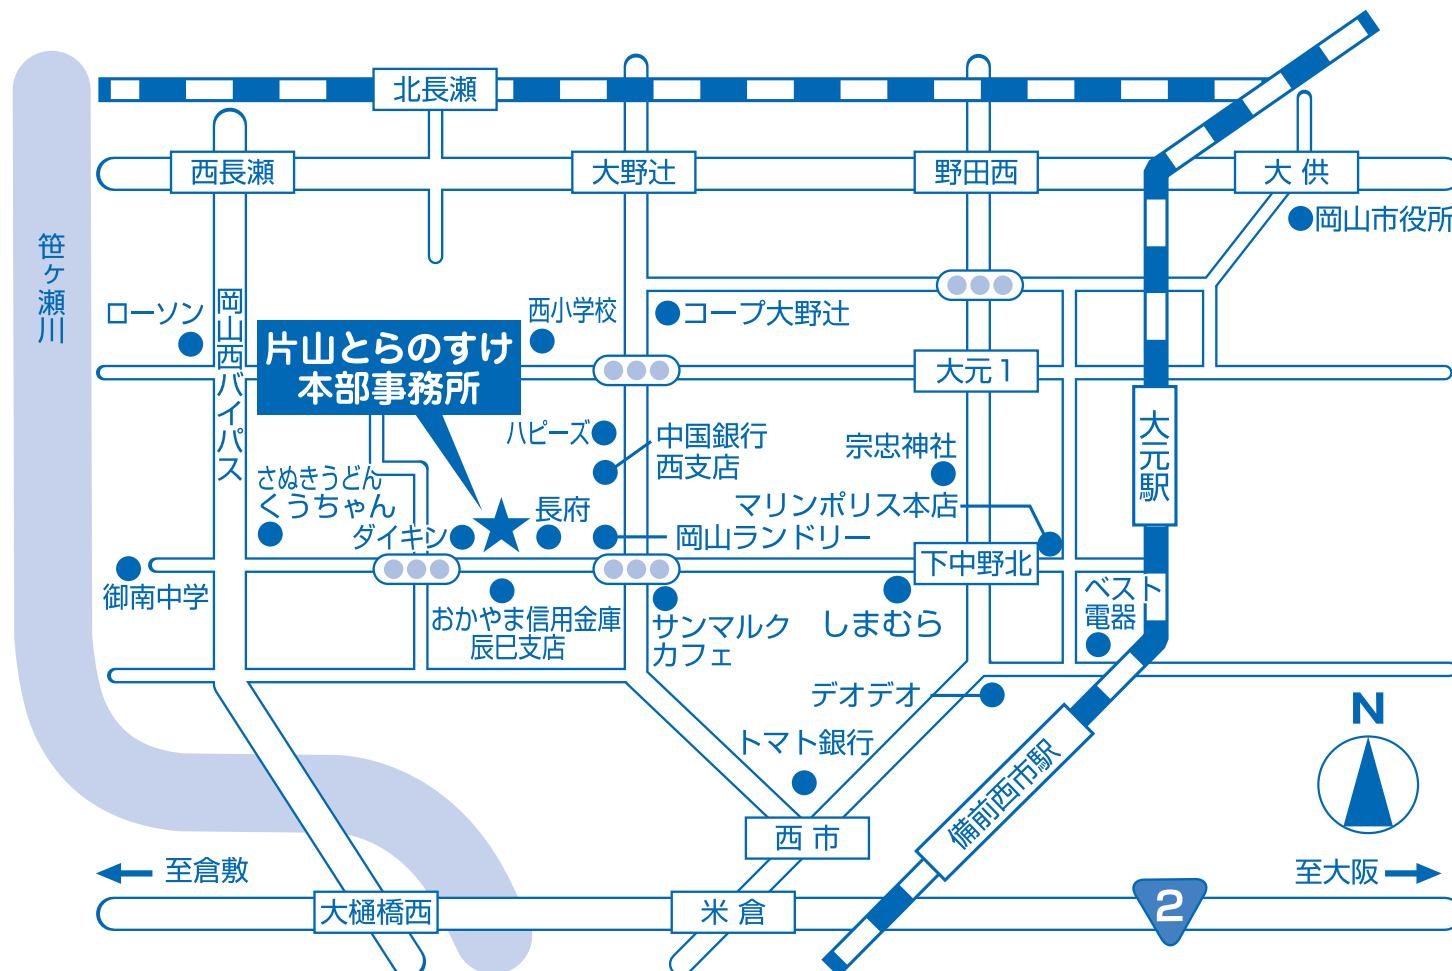 北長瀬
西長瀬
大野辻
野田西
大供
岡山市役所
笹ヶ瀬川
ローソン
岡山西バイパス
西小学校
コープ大野辻
片山とらのすけ
本部事務所
大元1
大元駅
ハピーズ
中国銀行
西支店
宗忠神社
さぬきうどん
くうちゃん
長府
マリンポリス本店
ダイキン
岡山ランドリー
下中野北
御南中学
おかやま信用金庫
辰巳支店
サンマルク
カフェ
しまむら
ベスト
電器
デオデオ
N
トマト銀行
備前西市駅
西市
至倉敷
至大阪
大樋橋西
米倉
2